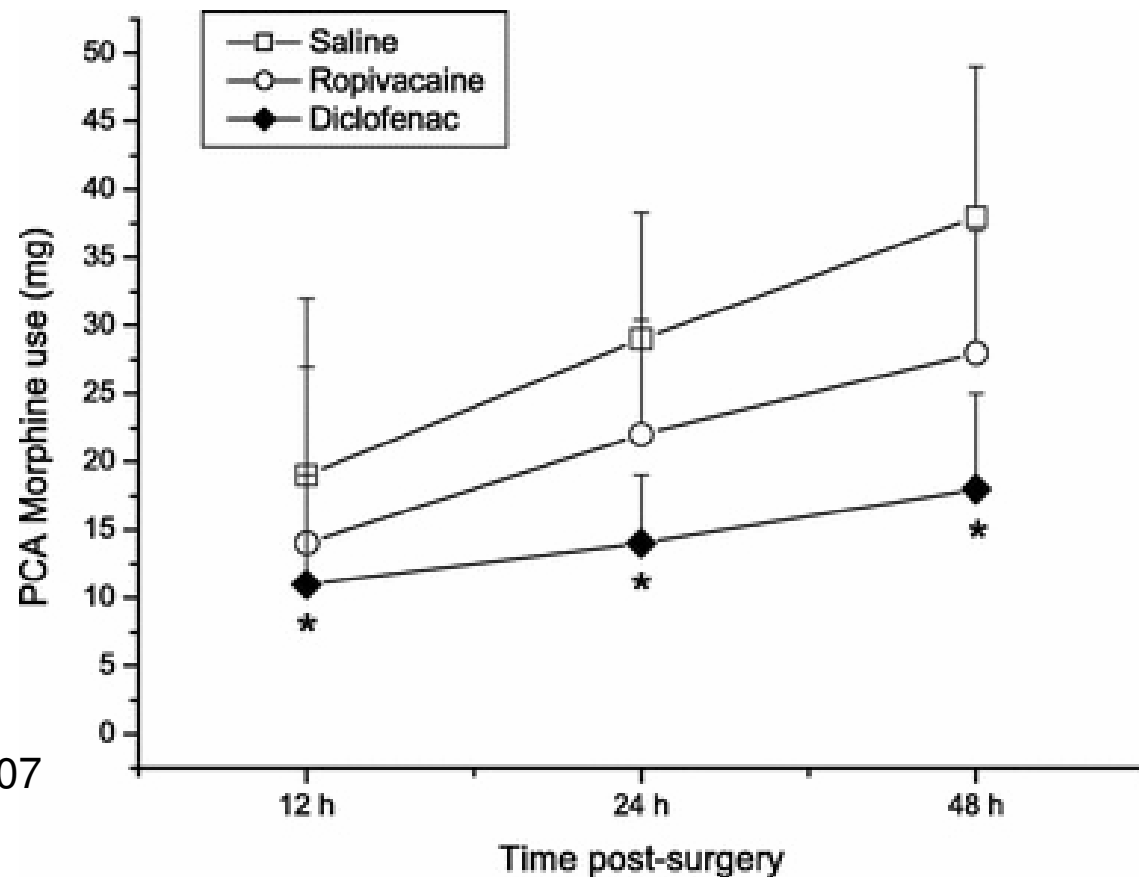 Saline
Ropivacaine
Diclofenac
50
45
40
35
30
25
20
15
10
5
0
PCA Morphine use (mg)
*
*
*
07
12 h 24 h 48 h
Time post-surgery